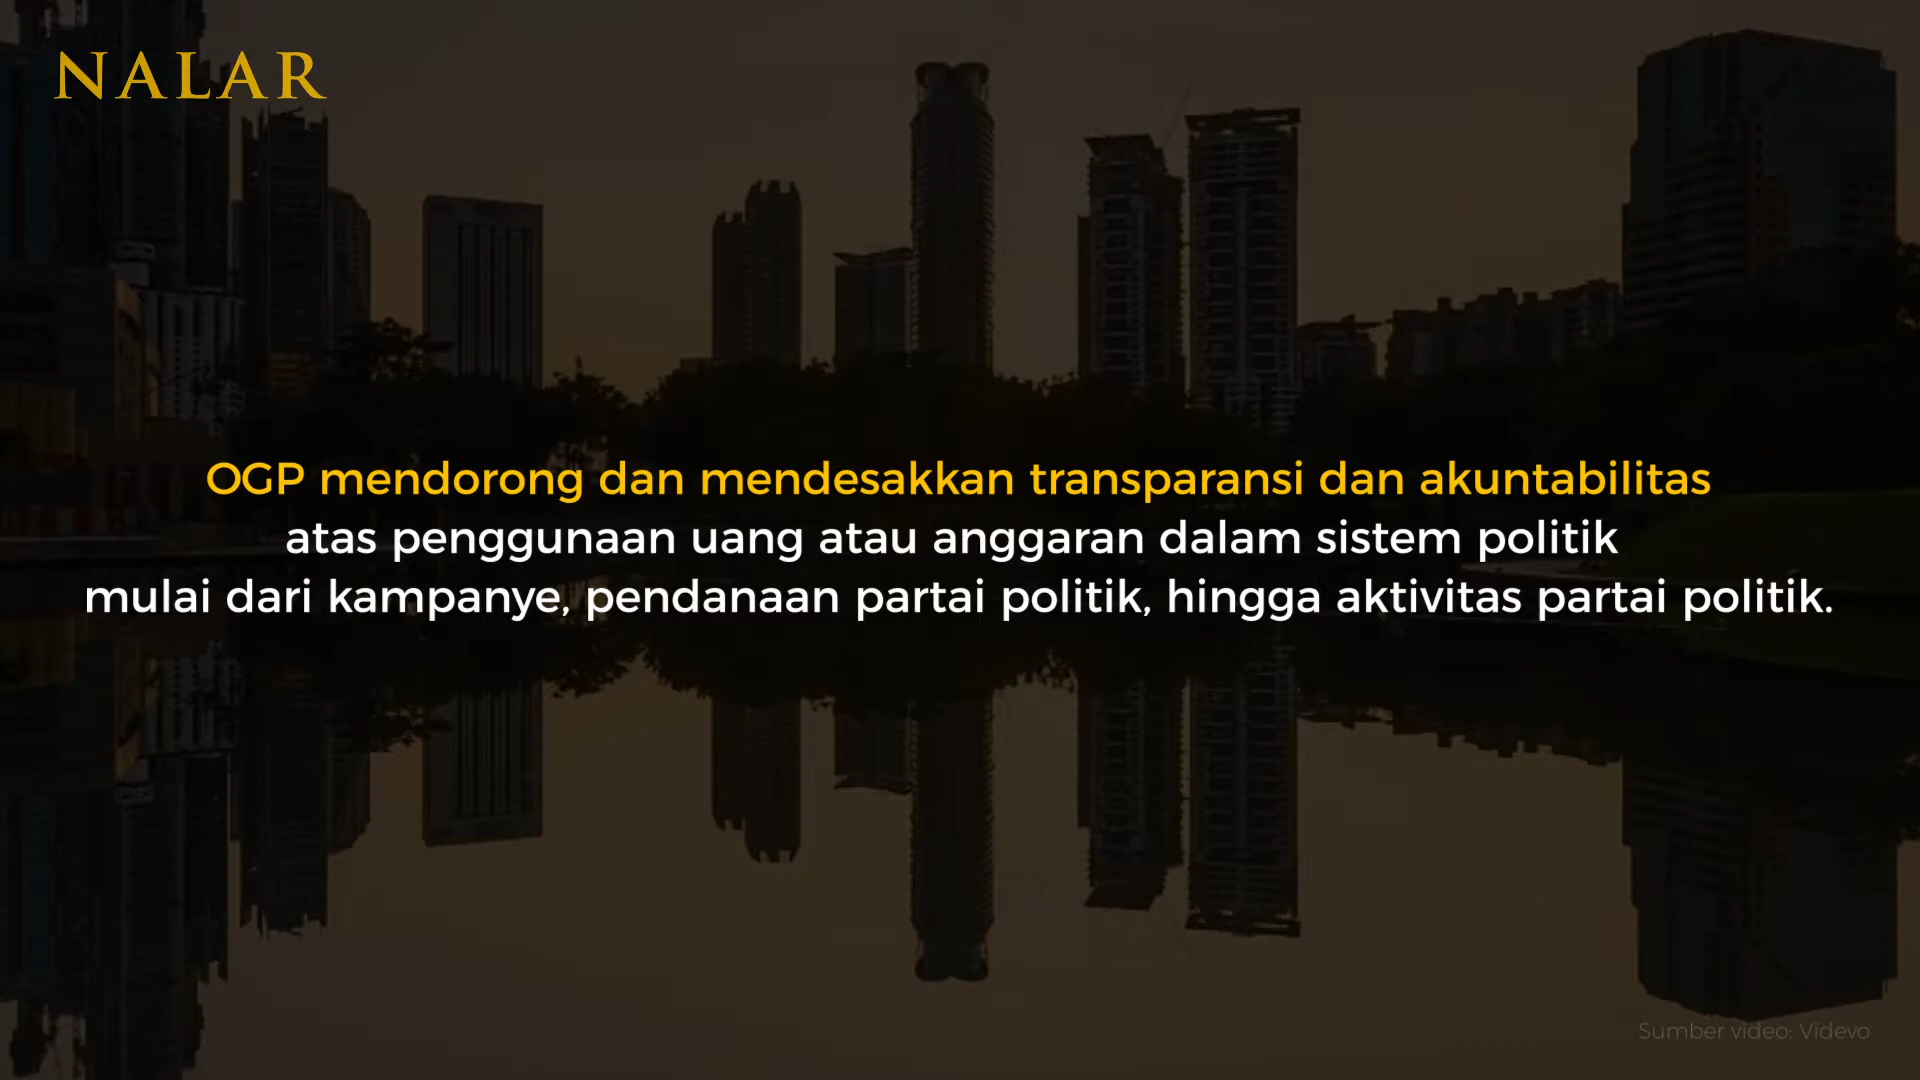 NALAR
OGP mendorong dan mendesakkan transparansi dan akuntabilitas
atas penggunaan uang atau anggaran dalam sistem politik
mulai dari kampanye, pendanaan partai politik, hingga aktivitas partai politik.
Sumber video: Videvo